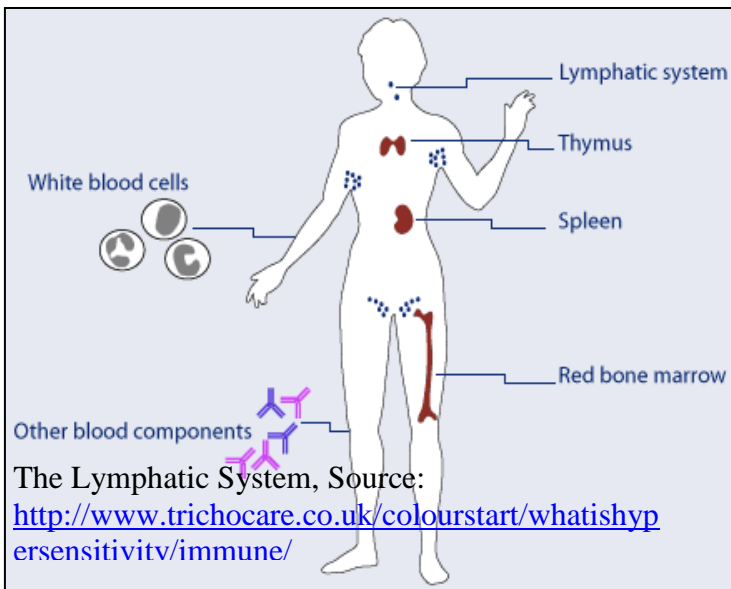 Lymphatic system
Thymus
White blood cells
Spleen
Red bone marrow
Other blood components
The Lymphatic System, Source:
http://www.trichocare.co.uk/colourstart/whatishyp
ersensitivity/immune/